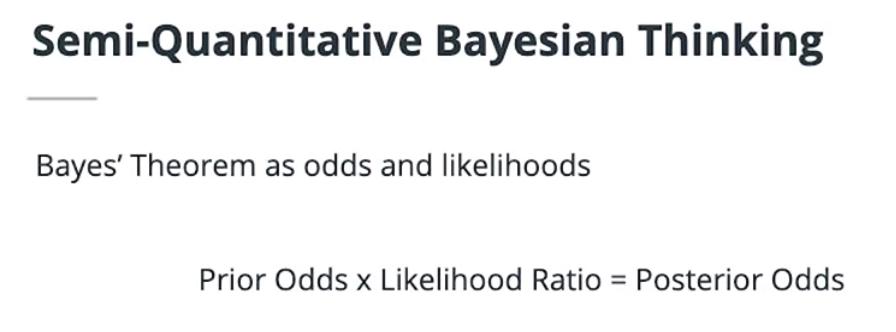 Semi-Quantitative Bayesian Thinking
Bayes’ Theorem as odds and likelihoods
Prior Odds x Likelihood Ratio = Posterior Odds